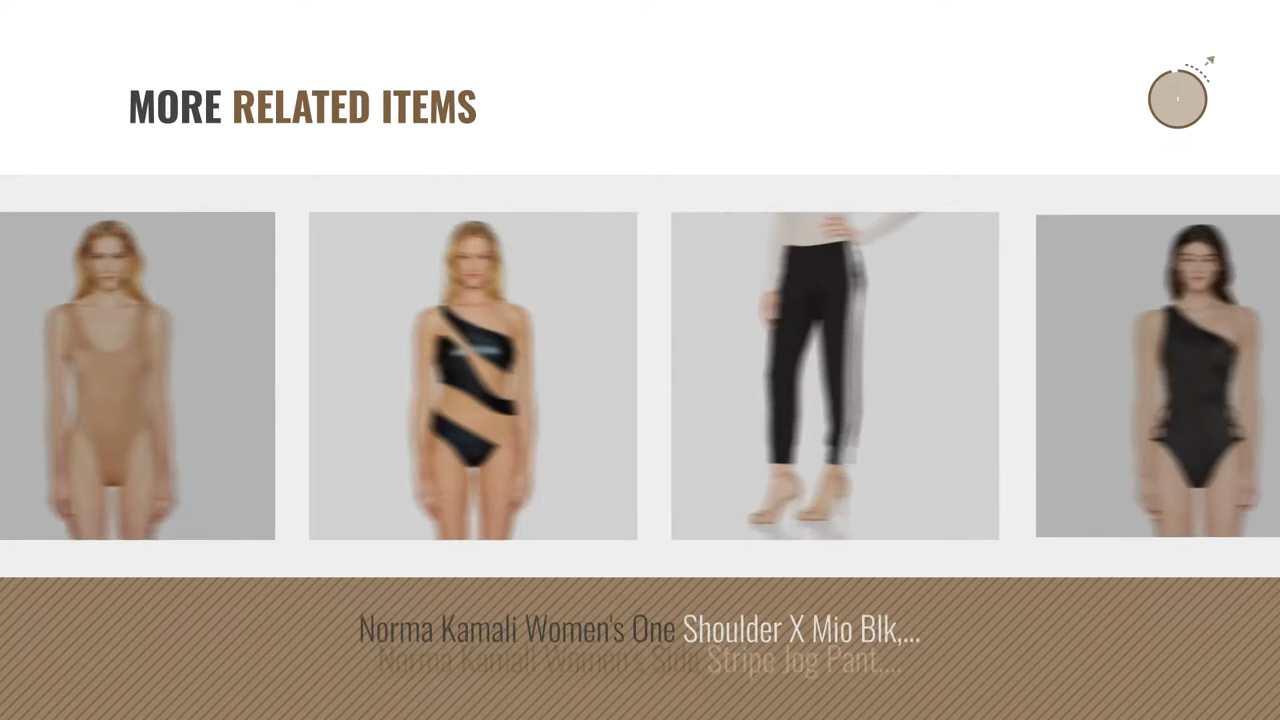 MORE RELATED ITEMS
Norma Kamali Women's One Shoulder X Mio Blk,...
Norma Kamali Women's Side Stripe Jog Pant,...